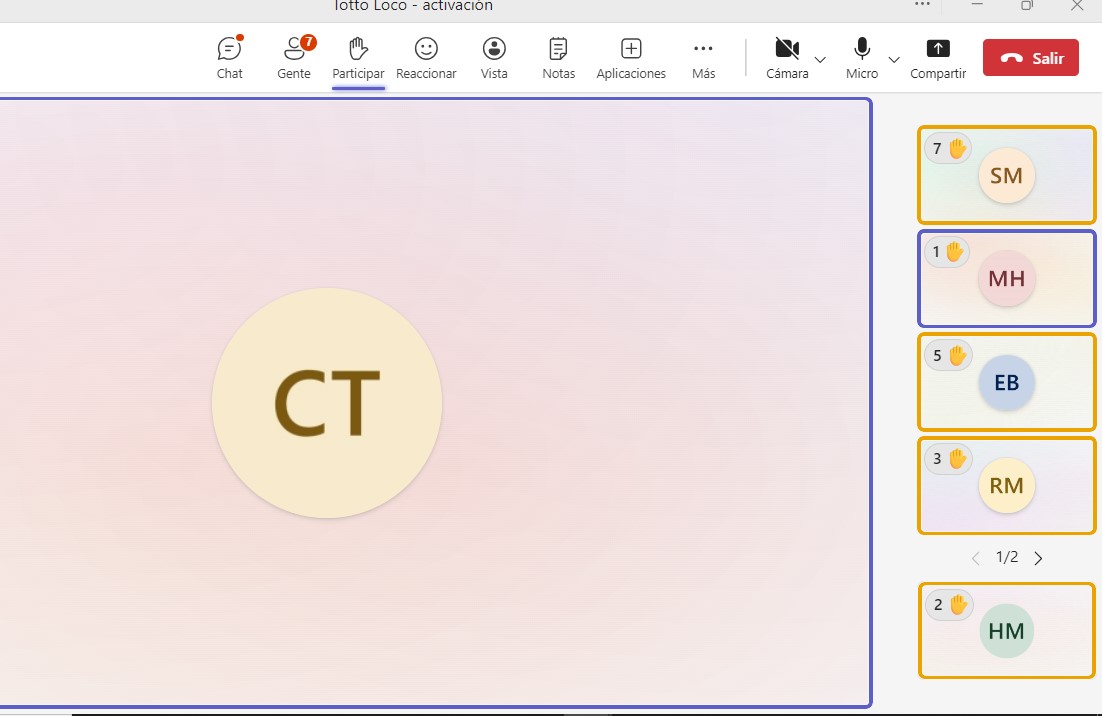 Totto Loco - activación
7
Chat
Gente
Participar
Reaccionar
Vista
Notas
Aplicaciones
Más
Cámara
Micro
Compartir
Salir
CT
7
SM
1
MH
5
EB
3
RM
1/2
2
HM